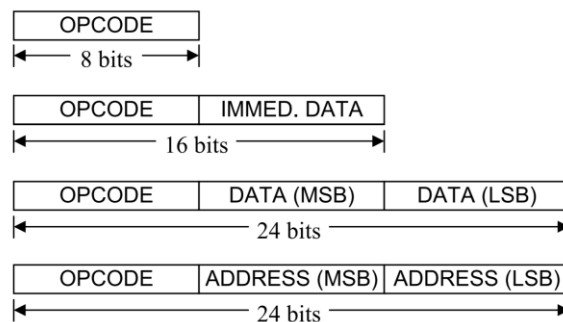 OPCODE
8 bits
OPCODE IMMED. DATA
16 bits
OPCODE DATA (MSB) DATA (LSB)
24 bits
OPCODE ADDRESS (MSB) ADDRESS (LSB)
24 bits